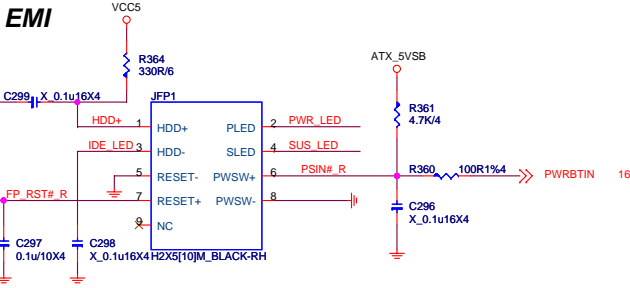 EMI
VCC5
R364
330R/6
ATX_5VSB
C299 X_0.1u16X4
JFP1
R361
4.7K/4
HDD+ 1 HDD+ PLED 2 PWR_LED
IDE_LED 3 HDD- SLED 4 SUS_LED
5 RESET- PWSW+ 6 PSIN#_R R360 100R1%4 PWRBTIN 16
FP_RST#_R 7 RESET+ PWSW- 8
9 NC
C296
X_0.1u16X4
C297
0.1u/10X4
C298
X_0.1u16X4
H2X5[10]M_BLACK-RH